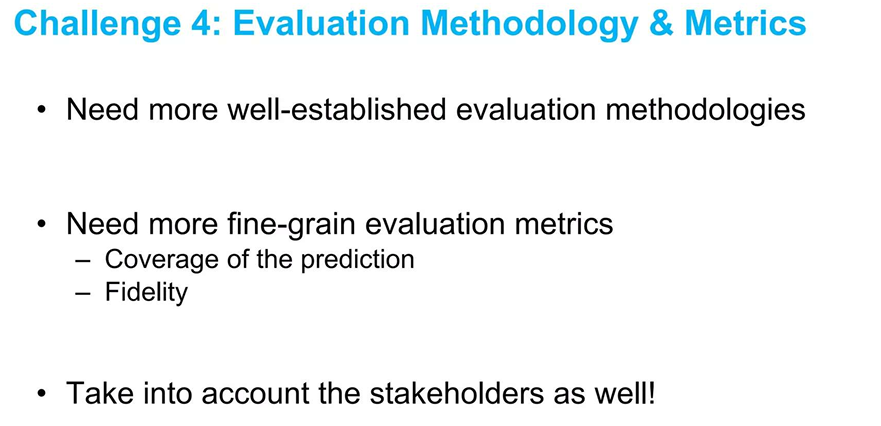 Challenge 4: Evaluation Methodology & Metrics
• Need more well-established evaluation methodologies
• Need more fine-grain evaluation metrics
– Coverage of the prediction
– Fidelity
• Take into account the stakeholders as well!